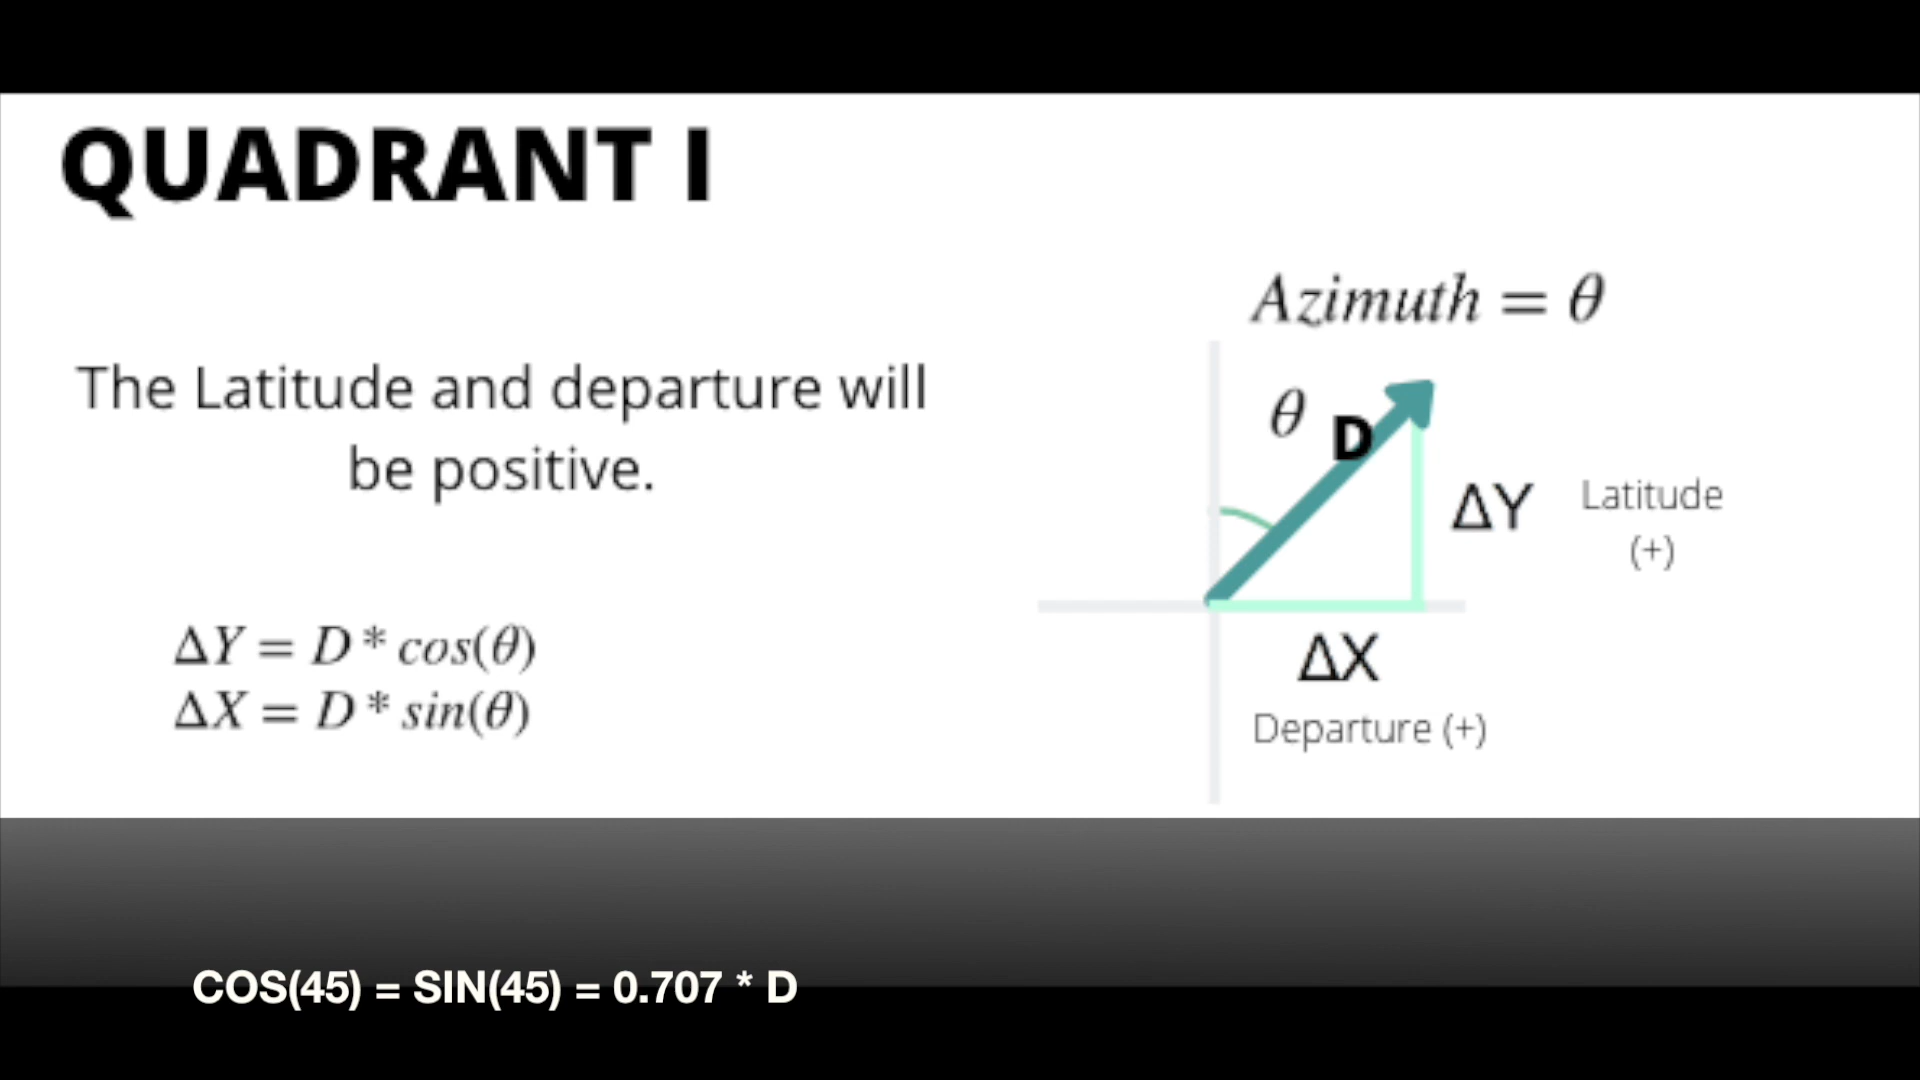 QUADRANT I
The Latitude and departure will
be positive.
ΔY = D * cos(θ)
ΔX = D * sin(θ)
Azimuth = θ
θ
D
ΔY
Latitude
(+)
ΔX
Departure (+)
COS(45) = SIN(45) = 0.707 * D